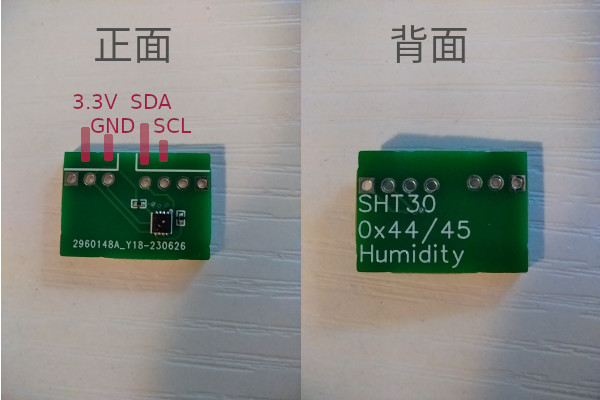 正面
3.3V SDA
GND SCL
2960148A_Y18-230626
背面
SHT30
0x44/45
Humidity